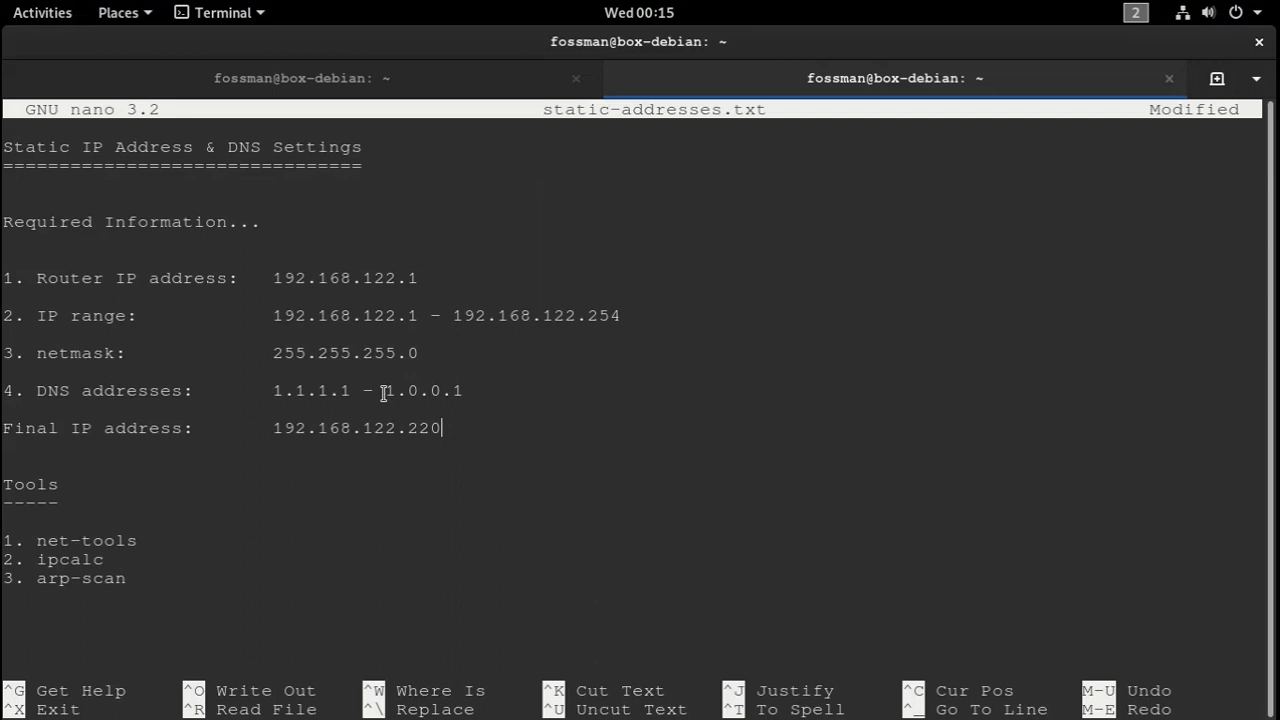 Activities Places Terminal Wed 00:15 2
fossman@box-debian: ~
fossman@box-debian: ~ fossman@box-debian: ~
GNU nano 3.2 static-addresses.txt Modified
Static IP Address & DNS Settings
================================
Required Information...
1. Router IP address: 192.168.122.1
2. IP range: 192.168.122.1 - 192.168.122.254
3. netmask: 255.255.255.0
4. DNS addresses: 1.1.1.1 - 1.0.0.1
Final IP address: 192.168.122.220
Tools
-----
1. net-tools
2. ipcalc
3. arp-scan
^G Get Help ^O Write Out ^W Where Is ^K Cut Text ^J Justify ^C Cur Pos M-U Undo
^X Exit ^R Read File ^\ Replace ^U Uncut Text ^T To Spell ^_ Go To Line M-E Redo